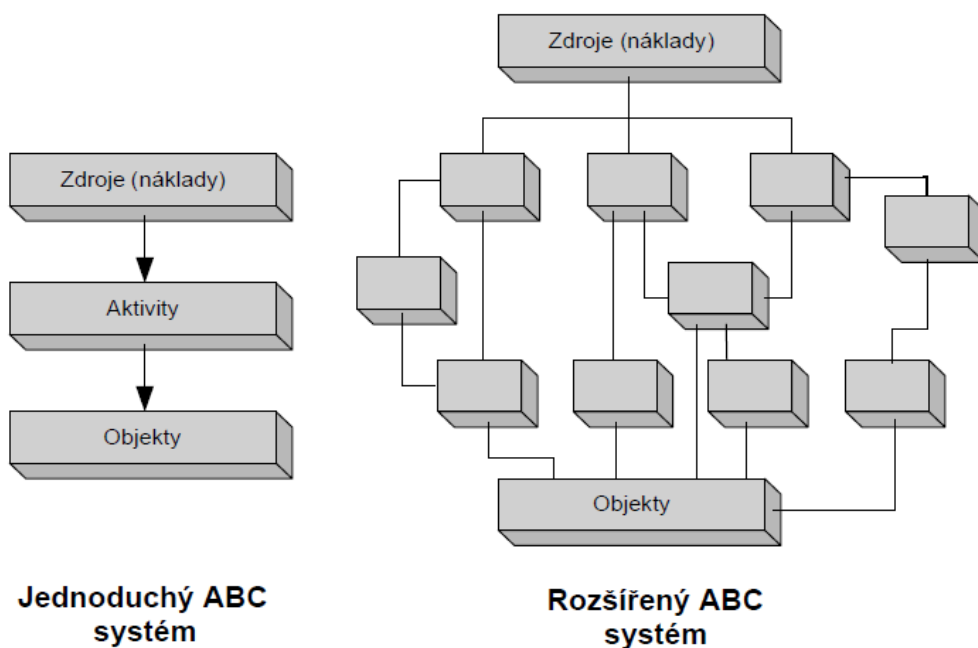 Zdroje (náklady)
Aktivity
Objekty
Jednoduchý ABC
systém
Zdroje (náklady)
Objekty
Rozšířený ABC
systém